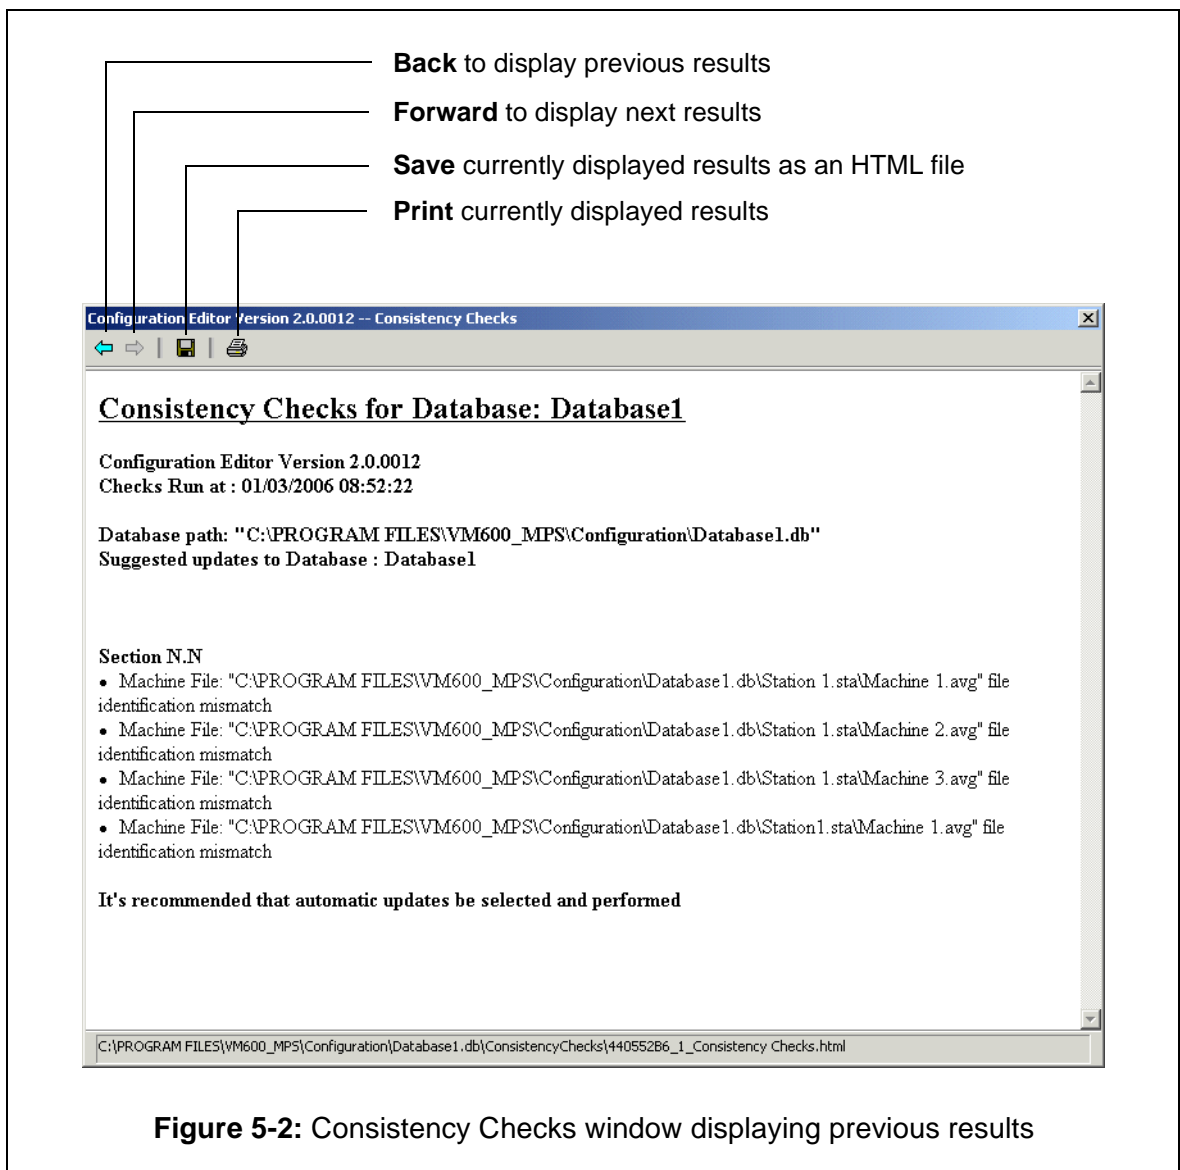 Back to display previous results
Forward to display next results
Save currently displayed results as an HTML file
Print currently displayed results
Configuration Editor Version 2.0.0012 -- Consistency Checks
Consistency Checks for Database: Database1
Configuration Editor Version 2.0.0012
Checks Run at : 01/03/2006 08:52:22
Database path: "C:\PROGRAM FILES\VM600_MPS\Configuration\Database1.db"
Suggested updates to Database : Database1
Section N.N
• Machine File: "C:\PROGRAM FILES\VM600_MPS\Configuration\Database1.db\Station 1.sta\Machine 1.avg" file
identification mismatch
• Machine File: "C:\PROGRAM FILES\VM600_MPS\Configuration\Database1.db\Station 1.sta\Machine 2.avg" file
identification mismatch
• Machine File: "C:\PROGRAM FILES\VM600_MPS\Configuration\Database1.db\Station 1.sta\Machine 3.avg" file
identification mismatch
• Machine File: "C:\PROGRAM FILES\VM600_MPS\Configuration\Database1.db\Station1.sta\Machine 1.avg" file
identification mismatch
It's recommended that automatic updates be selected and performed
C:\PROGRAM FILES\VM600_MPS\Configuration\Database1.db\ConsistencyChecks\440552B6_1_Consistency Checks.html
Figure 5-2: Consistency Checks window displaying previous results